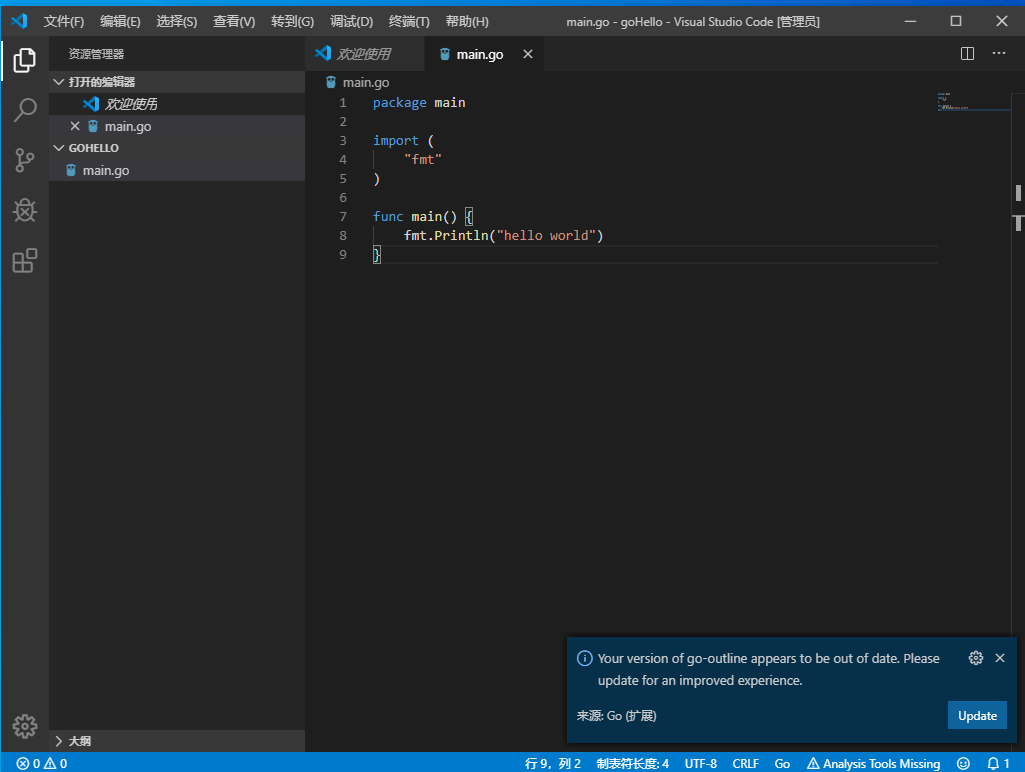 文件(F) 编辑(E) 选择(S) 查看(V) 转到(G) 调试(D) 终端(T) 帮助(H) main.go - goHello - Visual Studio Code [管理员]
资源管理器
打开的编辑器
欢迎使用
main.go
GOHELLO
main.go
大纲
欢迎使用 main.go
main.go
1 package main
2
3 import (
4 "fmt"
5 )
6
7 func main() {
8 fmt.Println("hello world")
9 }
Your version of go-outline appears to be out of date. Please
update for an improved experience.
来源: Go (扩展) Update
0 0 行 9，列 2 制表符长度: 4 UTF-8 CRLF Go Analysis Tools Missing 1